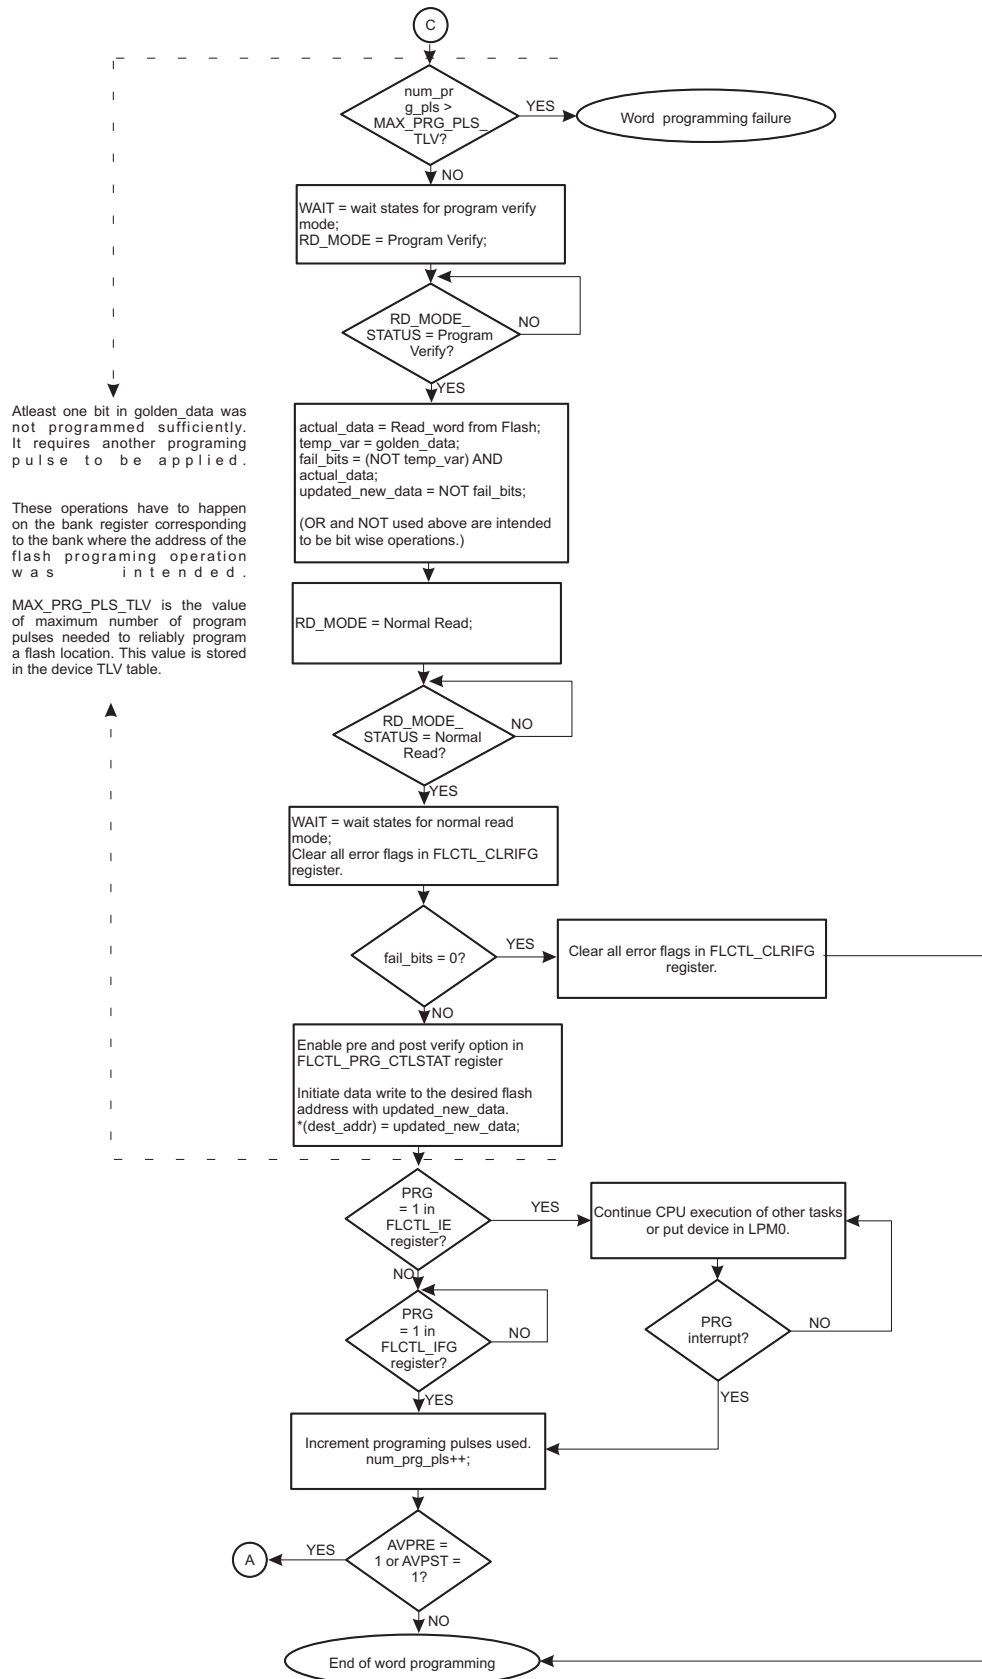 C
num_pr
g_pls >
MAX_PRG_PLS_
TLV?
YES
Word programming failure
NO
WAIT = wait states for program verify
mode;
RD_MODE = Program Verify;
RD_MODE_
STATUS = Program
Verify?
NO
YES
Atleast one bit in golden_data was
not programmed sufficiently.
It requires another programing
pulse to be applied.
These operations have to happen
on the bank register corresponding
to the bank where the address of the
flash programing operation
was intended.
MAX_PRG_PLS_TLV is the value
of maximum number of program
pulses needed to reliably program
a flash location. This value is stored
in the device TLV table.
actual_data = Read_word from Flash;
temp_var = golden_data;
fail_bits = (NOT temp_var) AND
actual_data;
updated_new_data = NOT fail_bits;
(OR and NOT used above are intended
to be bit wise operations.)
RD_MODE = Normal Read;
RD_MODE_
STATUS = Normal
Read?
NO
YES
WAIT = wait states for normal read
mode;
Clear all error flags in FLCTL_CLRIFG
register.
fail_bits = 0?
YES
Clear all error flags in FLCTL_CLRIFG
register.
NO
Enable pre and post verify option in
FLCTL_PRG_CTLSTAT register
Initiate data write to the desired flash
address with updated_new_data.
*(dest_addr) = updated_new_data;
PRG
= 1 in
FLCTL_IE
register?
YES
Continue CPU execution of other tasks
or put device in LPM0.
NO
PRG
= 1 in
FLCTL_IFG
register?
NO
PRG
interrupt?
NO
YES
YES
Increment programing pulses used.
num_prg_pls++;
AVPRE =
1 or AVPST =
1?
YES
A
NO
End of word programming